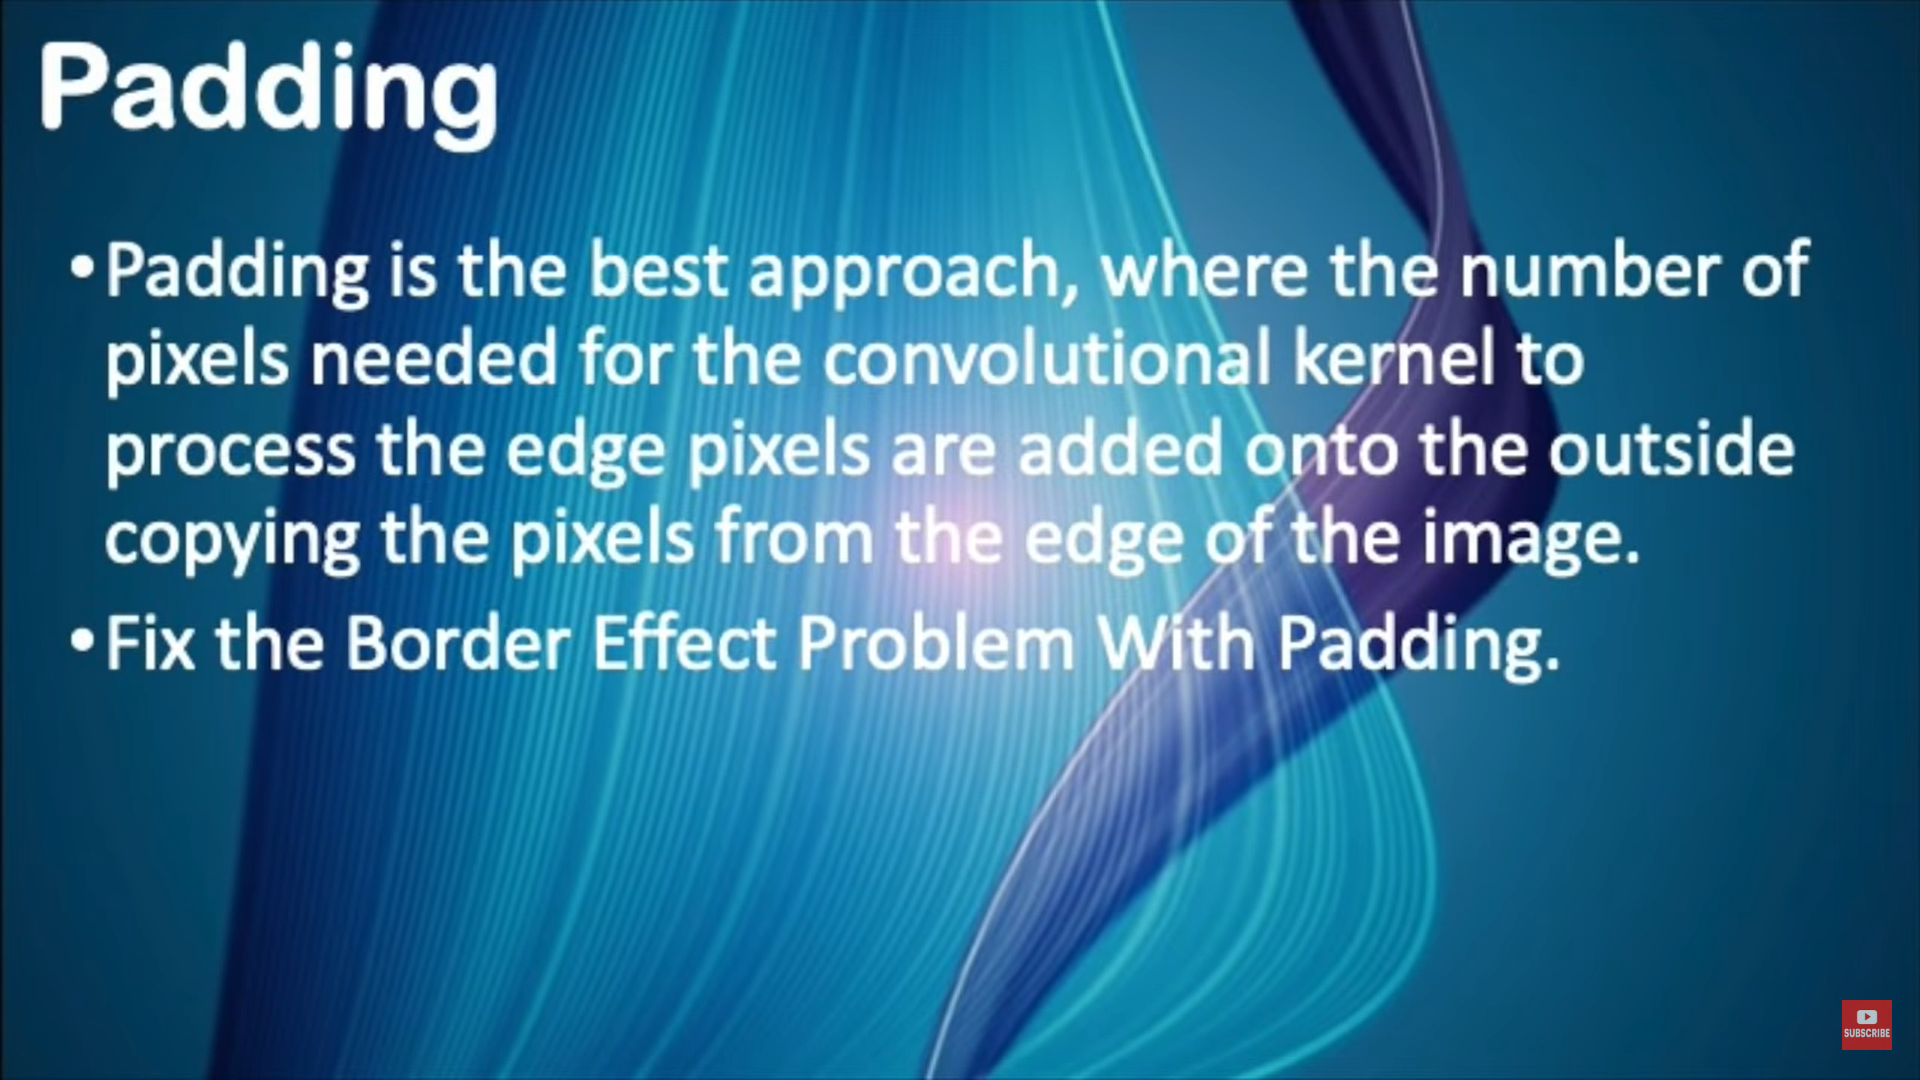 Padding
•Padding is the best approach, where the number of
pixels needed for the convolutional kernel to
process the edge pixels are added onto the outside
copying the pixels from the edge of the image.
•Fix the Border Effect Problem With Padding.
SUBSCRIBE